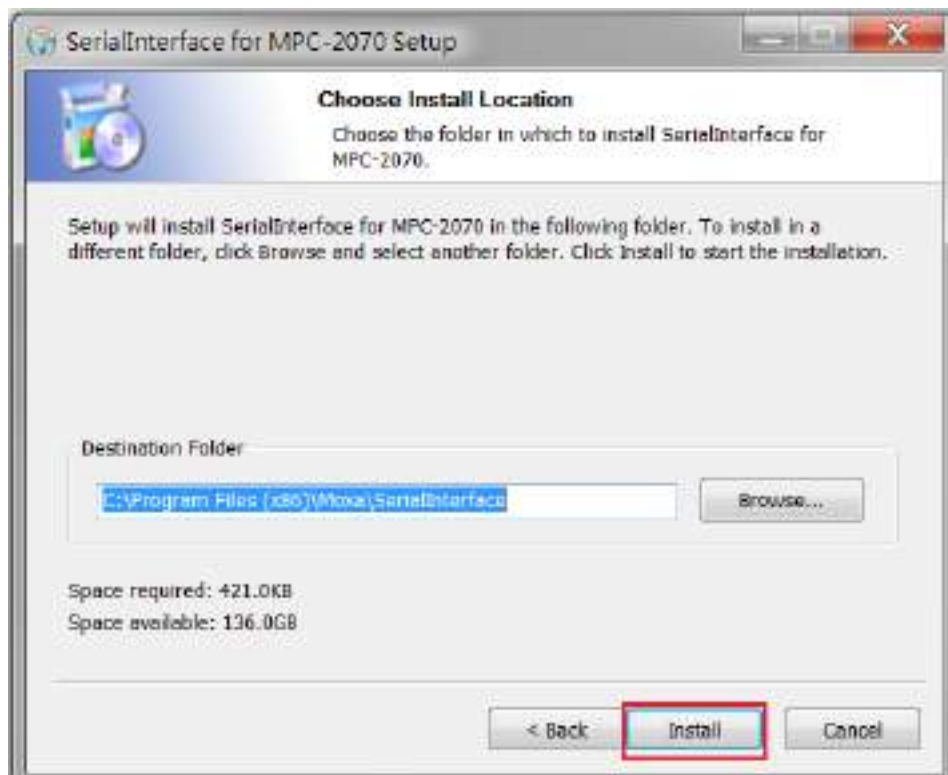 SerialInterface for MPC-2070 Setup
Choose Install Location
Choose the folder in which to install SerialInterface for
MPC-2070.
Setup will install SerialInterface for MPC-2070 in the following folder. To install in a
different folder, click Browse and select another folder. Click Install to start the installation.
Destination Folder
C:\Program Files (x86)\Moxa\SerialInterface
Browse...
Space required: 421.0KB
Space available: 136.0GB
< Back
Install
Cancel